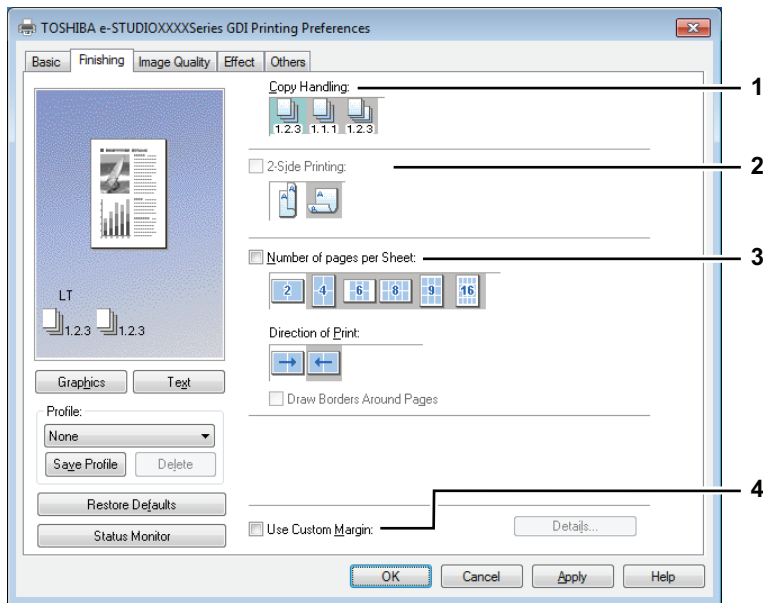 TOSHIBA e-STUDIOXXXXSeries GDI Printing Preferences
Basic Finishing Image Quality Effect Others
Copy Handling: 1
1.2.3 1.1.1 1.2.3
2-Side Printing: 2
A A
Number of pages per Sheet: 3
2 4 6 8 9 16
LT
1.2.3 1.2.3
Direction of Print:
Graphics Text
Draw Borders Around Pages
Profile:
None
Save Profile Delete
4
Restore Defaults
Use Custom Margin: Details...
Status Monitor
OK Cancel Apply Help